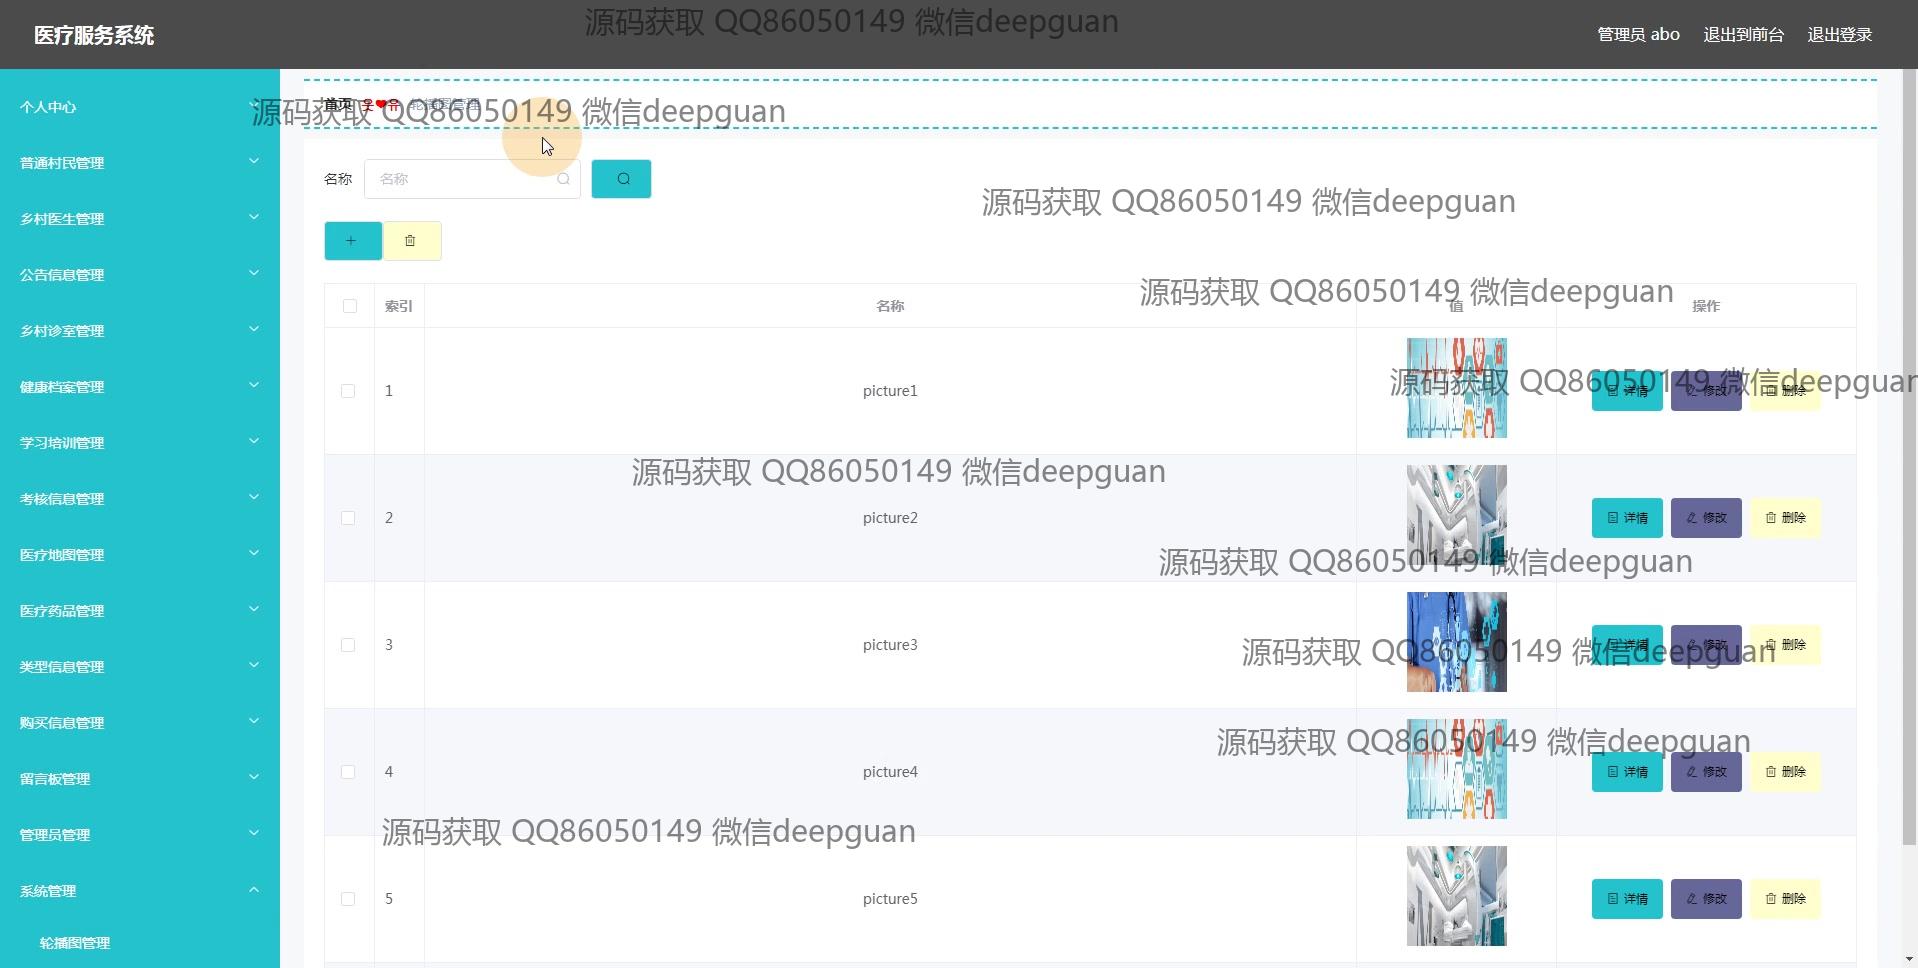 医疗服务系统
源码获取 QQ86050149 微信deepguan
管理员 abo 退出到前台 退出登录
个人中心
首页 轮播图管理
源码获取 QQ86050149 微信deepguan
普通村民管理
名称 名称
源码获取 QQ86050149 微信deepguan
乡村医生管理
公告信息管理
源码获取 QQ86050149 微信deepguan
索引 名称 值 操作
乡村诊室管理
健康档案管理
源码获取 QQ86050149 微信deepguan
1 picture1 详情 修改 删除
学习培训管理
源码获取 QQ86050149 微信deepguan
考核信息管理
2 picture2 详情 修改 删除
医疗地图管理
源码获取 QQ86050149 微信deepguan
医疗药品管理
3 picture3 详情 修改 删除
源码获取 QQ86050149 微信deepguan
类型信息管理
购买信息管理
源码获取 QQ86050149 微信deepguan
4 picture4 详情 修改 删除
留言板管理
管理员管理
源码获取 QQ86050149 微信deepguan
系统管理
5 picture5 详情 修改 删除
轮播图管理